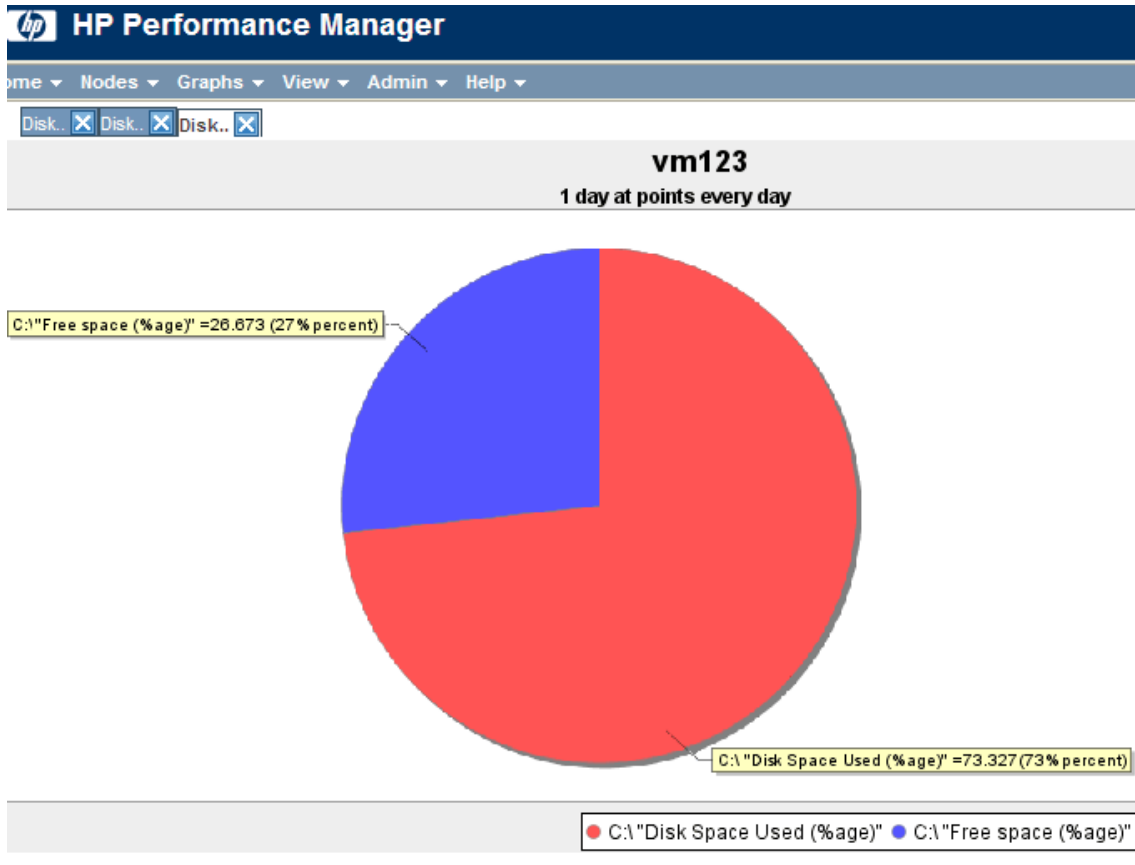 hp HP Performance Manager
ome Nodes Graphs View Admin Help
Disk.. Disk.. Disk..
vm123
1 day at points every day
C:\"Free space (%age)" =26.673 (27% percent)
C:\ "Disk Space Used (%age)" =73.327(73% percent)
C:\ "Disk Space Used (%age)" C:\ "Free space (%age)"